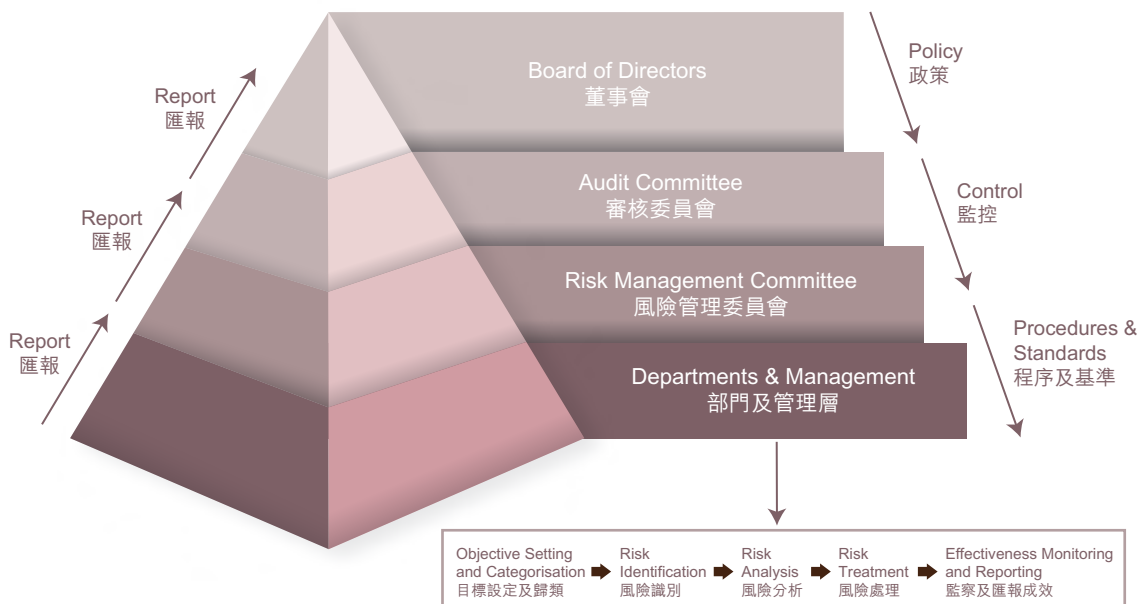 Board of Directors
董事會
Policy
政策
Report
匯報
Audit Committee
審核委員會
Control
監控
Report
匯報
Risk Management Committee
風險管理委員會
Procedures &
Standards
程序及基準
Report
匯報
Departments & Management
部門及管理層
Objective Setting
and Categorisation
目標設定及歸類
Risk
Identification
風險識別
Risk
Analysis
風險分析
Risk
Treatment
風險處理
Effectiveness Monitoring
and Reporting
監察及匯報成效